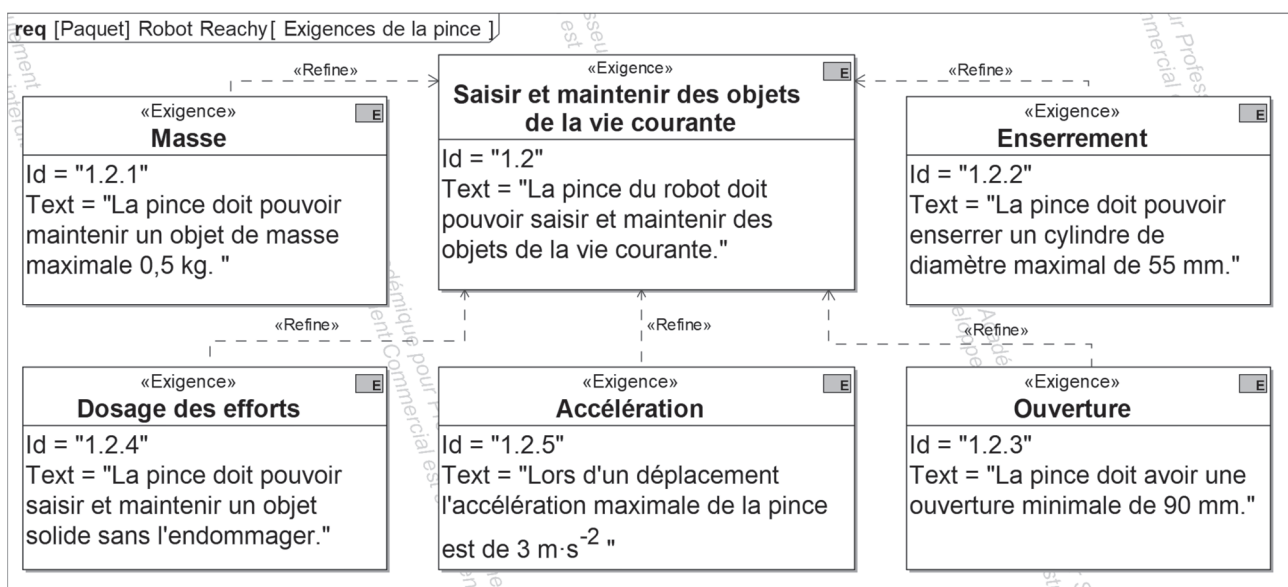 req [Paquet] Robot Reachy[ Exigences de la pince ]
«Refine»
«Exigence»
E
Saisir et maintenir des objets
de la vie courante
Id = "1.2"
Text = "La pince du robot doit
pouvoir saisir et maintenir des
objets de la vie courante."
«Refine»
«Exigence»
E
Masse
Id = "1.2.1"
Text = "La pince doit pouvoir
maintenir un objet de masse
maximale 0,5 kg. "
«Exigence»
E
Enserrement
Id = "1.2.2"
Text = "La pince doit pouvoir
enserrer un cylindre de
diamètre maximal de 55 mm."
«Refine»
«Refine»
«Refine»
«Exigence»
E
Dosage des efforts
Id = "1.2.4"
Text = "La pince doit pouvoir
saisir et maintenir un objet
solide sans l'endommager."
«Exigence»
E
Accélération
Id = "1.2.5"
Text = "Lors d'un déplacement
l'accélération maximale de la pince
est de 3 m·s-2 "
«Exigence»
E
Ouverture
Id = "1.2.3"
Text = "La pince doit avoir une
ouverture minimale de 90 mm."